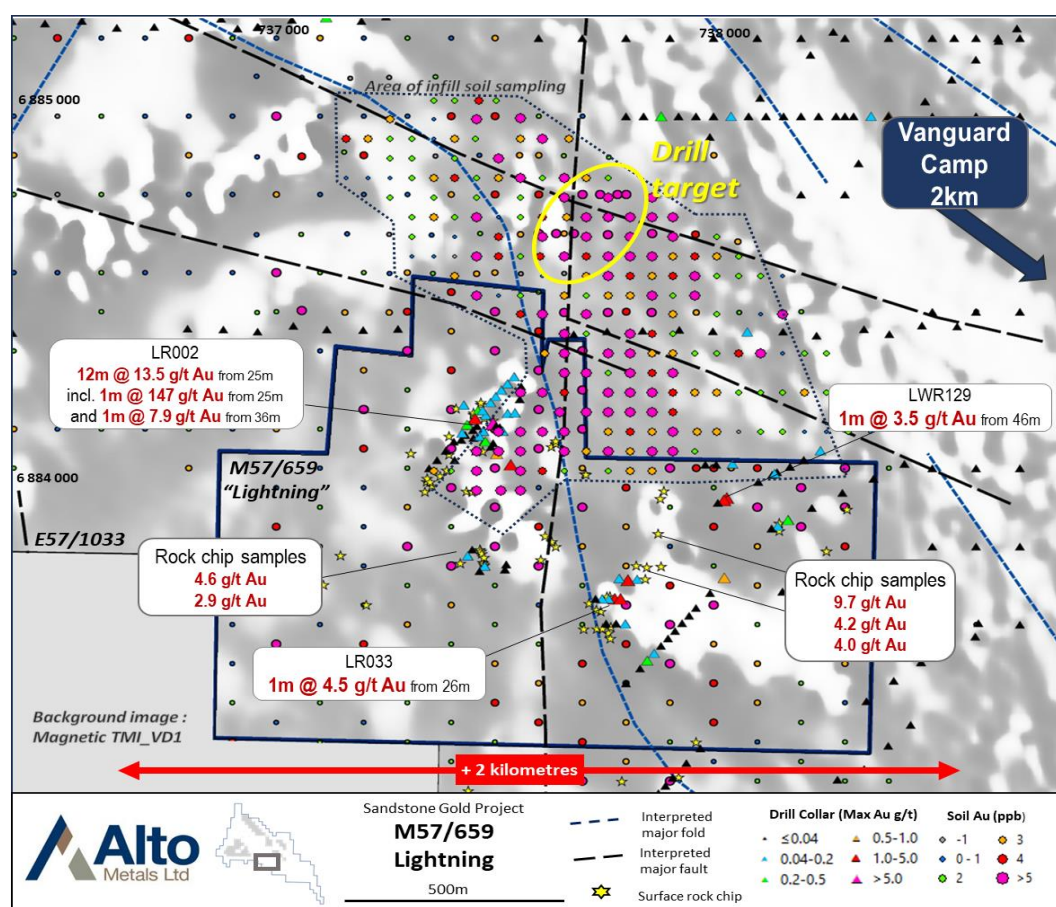 737 000
738 000
6 885 000
Area of infill soil sampling
Drill
target
Vanguard
Camp
2km
LR002
12m @ 13.5 g/t Au from 25m
incl. 1m @ 147 g/t Au from 25m
and 1m @ 7.9 g/t Au from 36m
LWR129
1m @ 3.5 g/t Au from 46m
M57/659
"Lightning"
6 884 000
E57/1033
Rock chip samples
4.6 g/t Au
2.9 g/t Au
Rock chip samples
9.7 g/t Au
4.2 g/t Au
4.0 g/t Au
LR033
1m @ 4.5 g/t Au from 26m
Background image :
Magnetic TMI_VD1
+ 2 kilometres
Alto
Metals Ltd
Sandstone Gold Project
M57/659
Lightning
500m
Interpreted
major fold
Interpreted
major fault
Surface rock chip
Drill Collar (Max Au g/t)
≤0.04
0.04-0.2
0.2-0.5
0.5-1.0
1.0-5.0
>5.0
Soil Au (ppb)
-1
0 - 1
2
3
4
>5